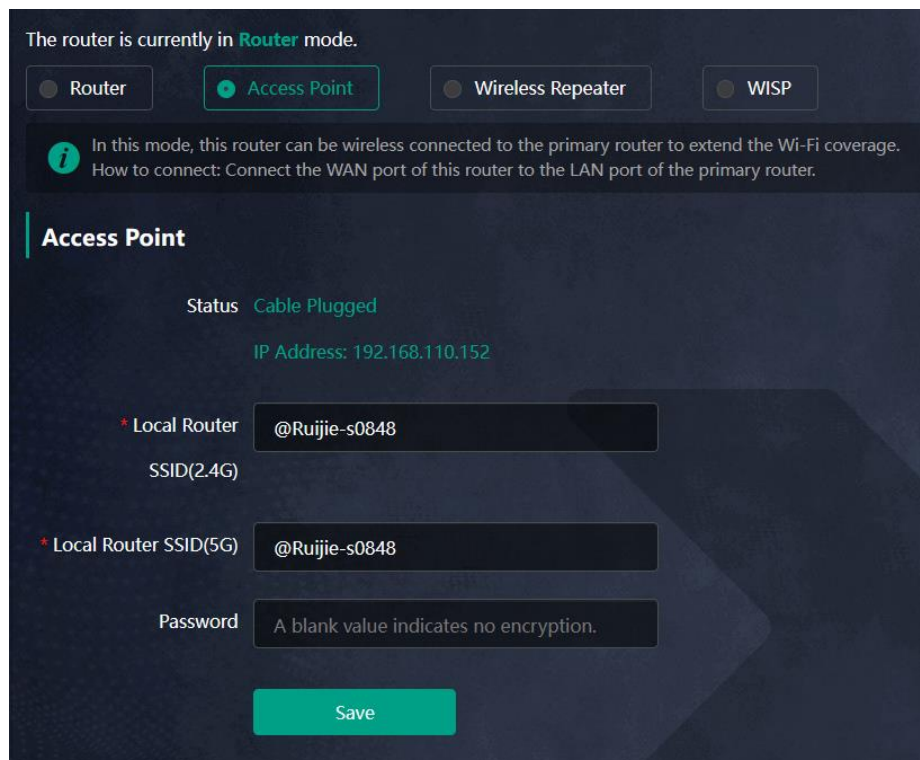 The router is currently in Router mode.
Router Access Point Wireless Repeater WISP
In this mode, this router can be wireless connected to the primary router to extend the Wi-Fi coverage.
How to connect: Connect the WAN port of this router to the LAN port of the primary router.
Access Point
Status Cable Plugged
IP Address: 192.168.110.152
* Local Router @Ruijie-s0848
SSID(2.4G)
* Local Router SSID(5G) @Ruijie-s0848
Password A blank value indicates no encryption.
Save